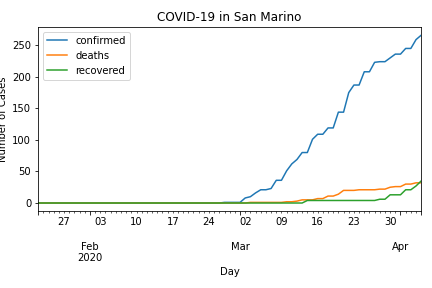 COVID-19 in San Marino
confirmed
deaths
recovered
Number of Cases
250
200
150
100
50
0
27 03 10 17 24 02 09 16 23 30
Feb Mar Apr
2020
Day